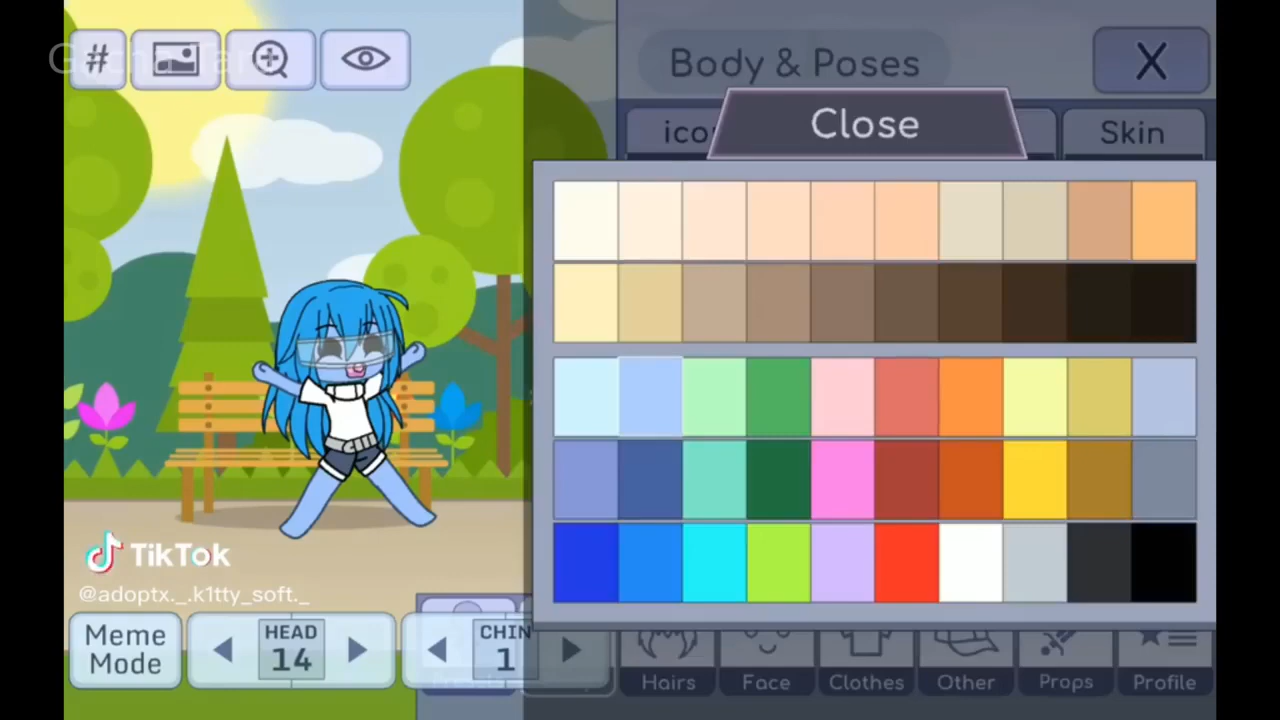 #
Body & Poses
X
Close
ico
Skin
TikTok
@adoptx._.k1tty_soft._
Meme
Mode
HEAD
14
CHIN
1
Hairs
Face
Clothes
Other
Props
Profile